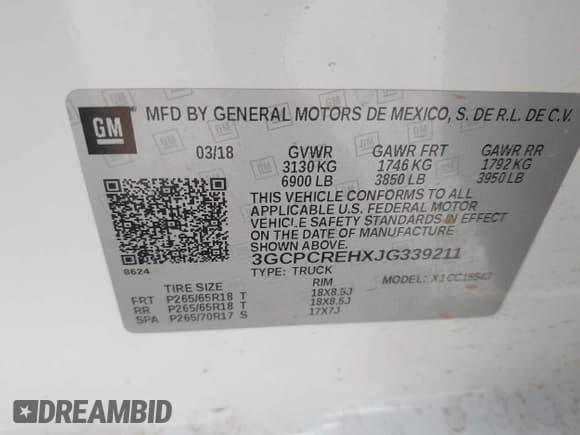 GM
MFD BY GENERAL MOTORS DE MEXICO, S. DE R.L. DE C.V.
03/18 GVWR GAWR FRT GAWR RR
3130 KG 1746 KG 1792 KG
6900 LB 3850 LB 3950 LB
THIS VEHICLE CONFORMS TO ALL
APPLICABLE U.S. FEDERAL MOTOR
VEHICLE SAFETY STANDARDS IN EFFECT
ON THE DATE OF MANUFACTURE
SHOWN ABOVE.
3GCPCREHXJG339211
8624
TYPE: TRUCK MODEL:
TIRE SIZE RIM
FRT P265/65R18 T 18X8.5J
RR P265/65R18 T 18X8.5J
SPA P265/70R17 S 17X7J
DREAMBID